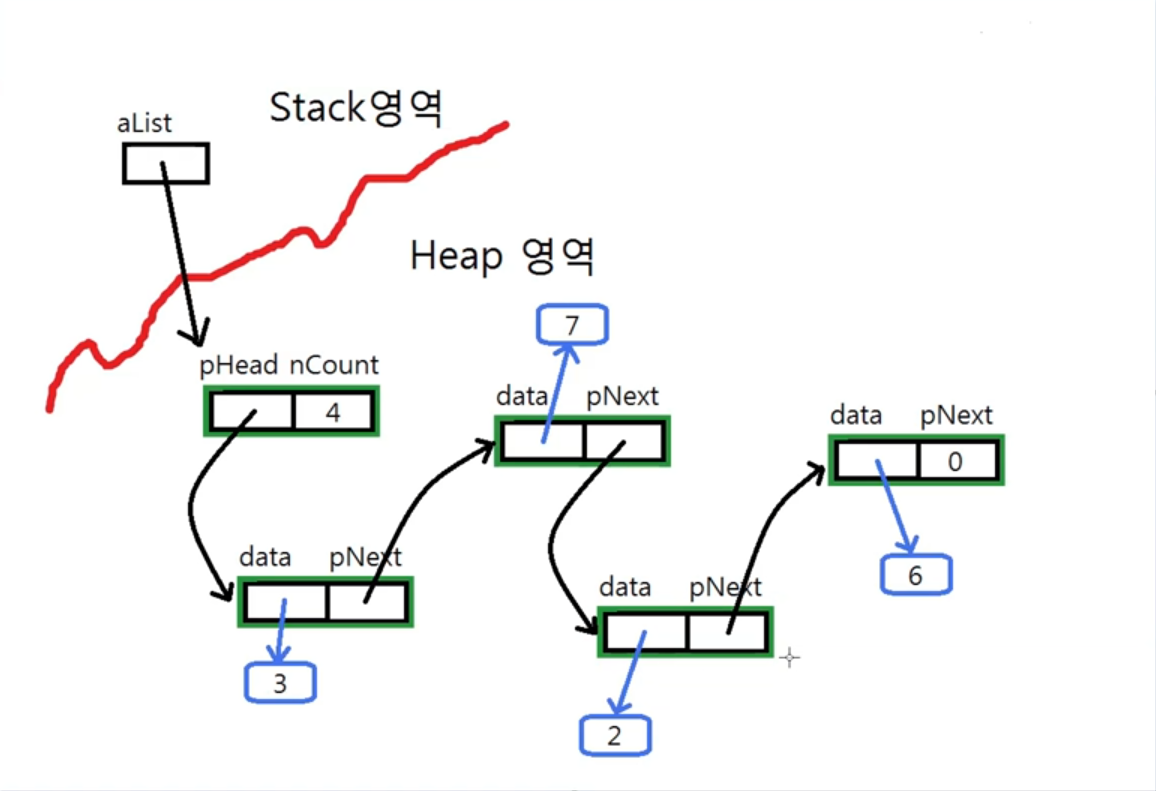 Stack영역
aList
Heap 영역
7
pHead nCount
4
data pNext
data pNext
0
data pNext
6
data pNext
3
2